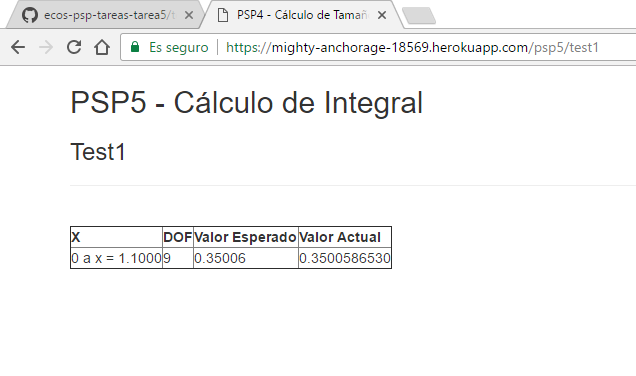 ecos-psp-tareas-tarea5/t
PSP4 - Cálculo de Tamañ
Es seguro
https://mighty-anchorage-18569.herokuapp.com/psp5/test1
PSP5 - Cálculo de Integral
Test1
X DOF Valor Esperado Valor Actual
0 a x = 1.1000 9 0.35006 0.3500586530